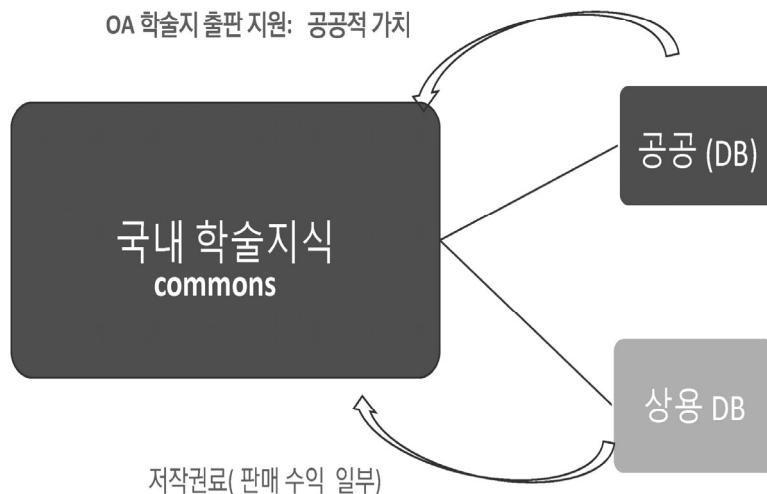 OA 학술지 출판 지원: 공공적 가치
공공 (DB)
국내 학술지식
commons
상용 DB
저작권료( 판매 수익 일부)